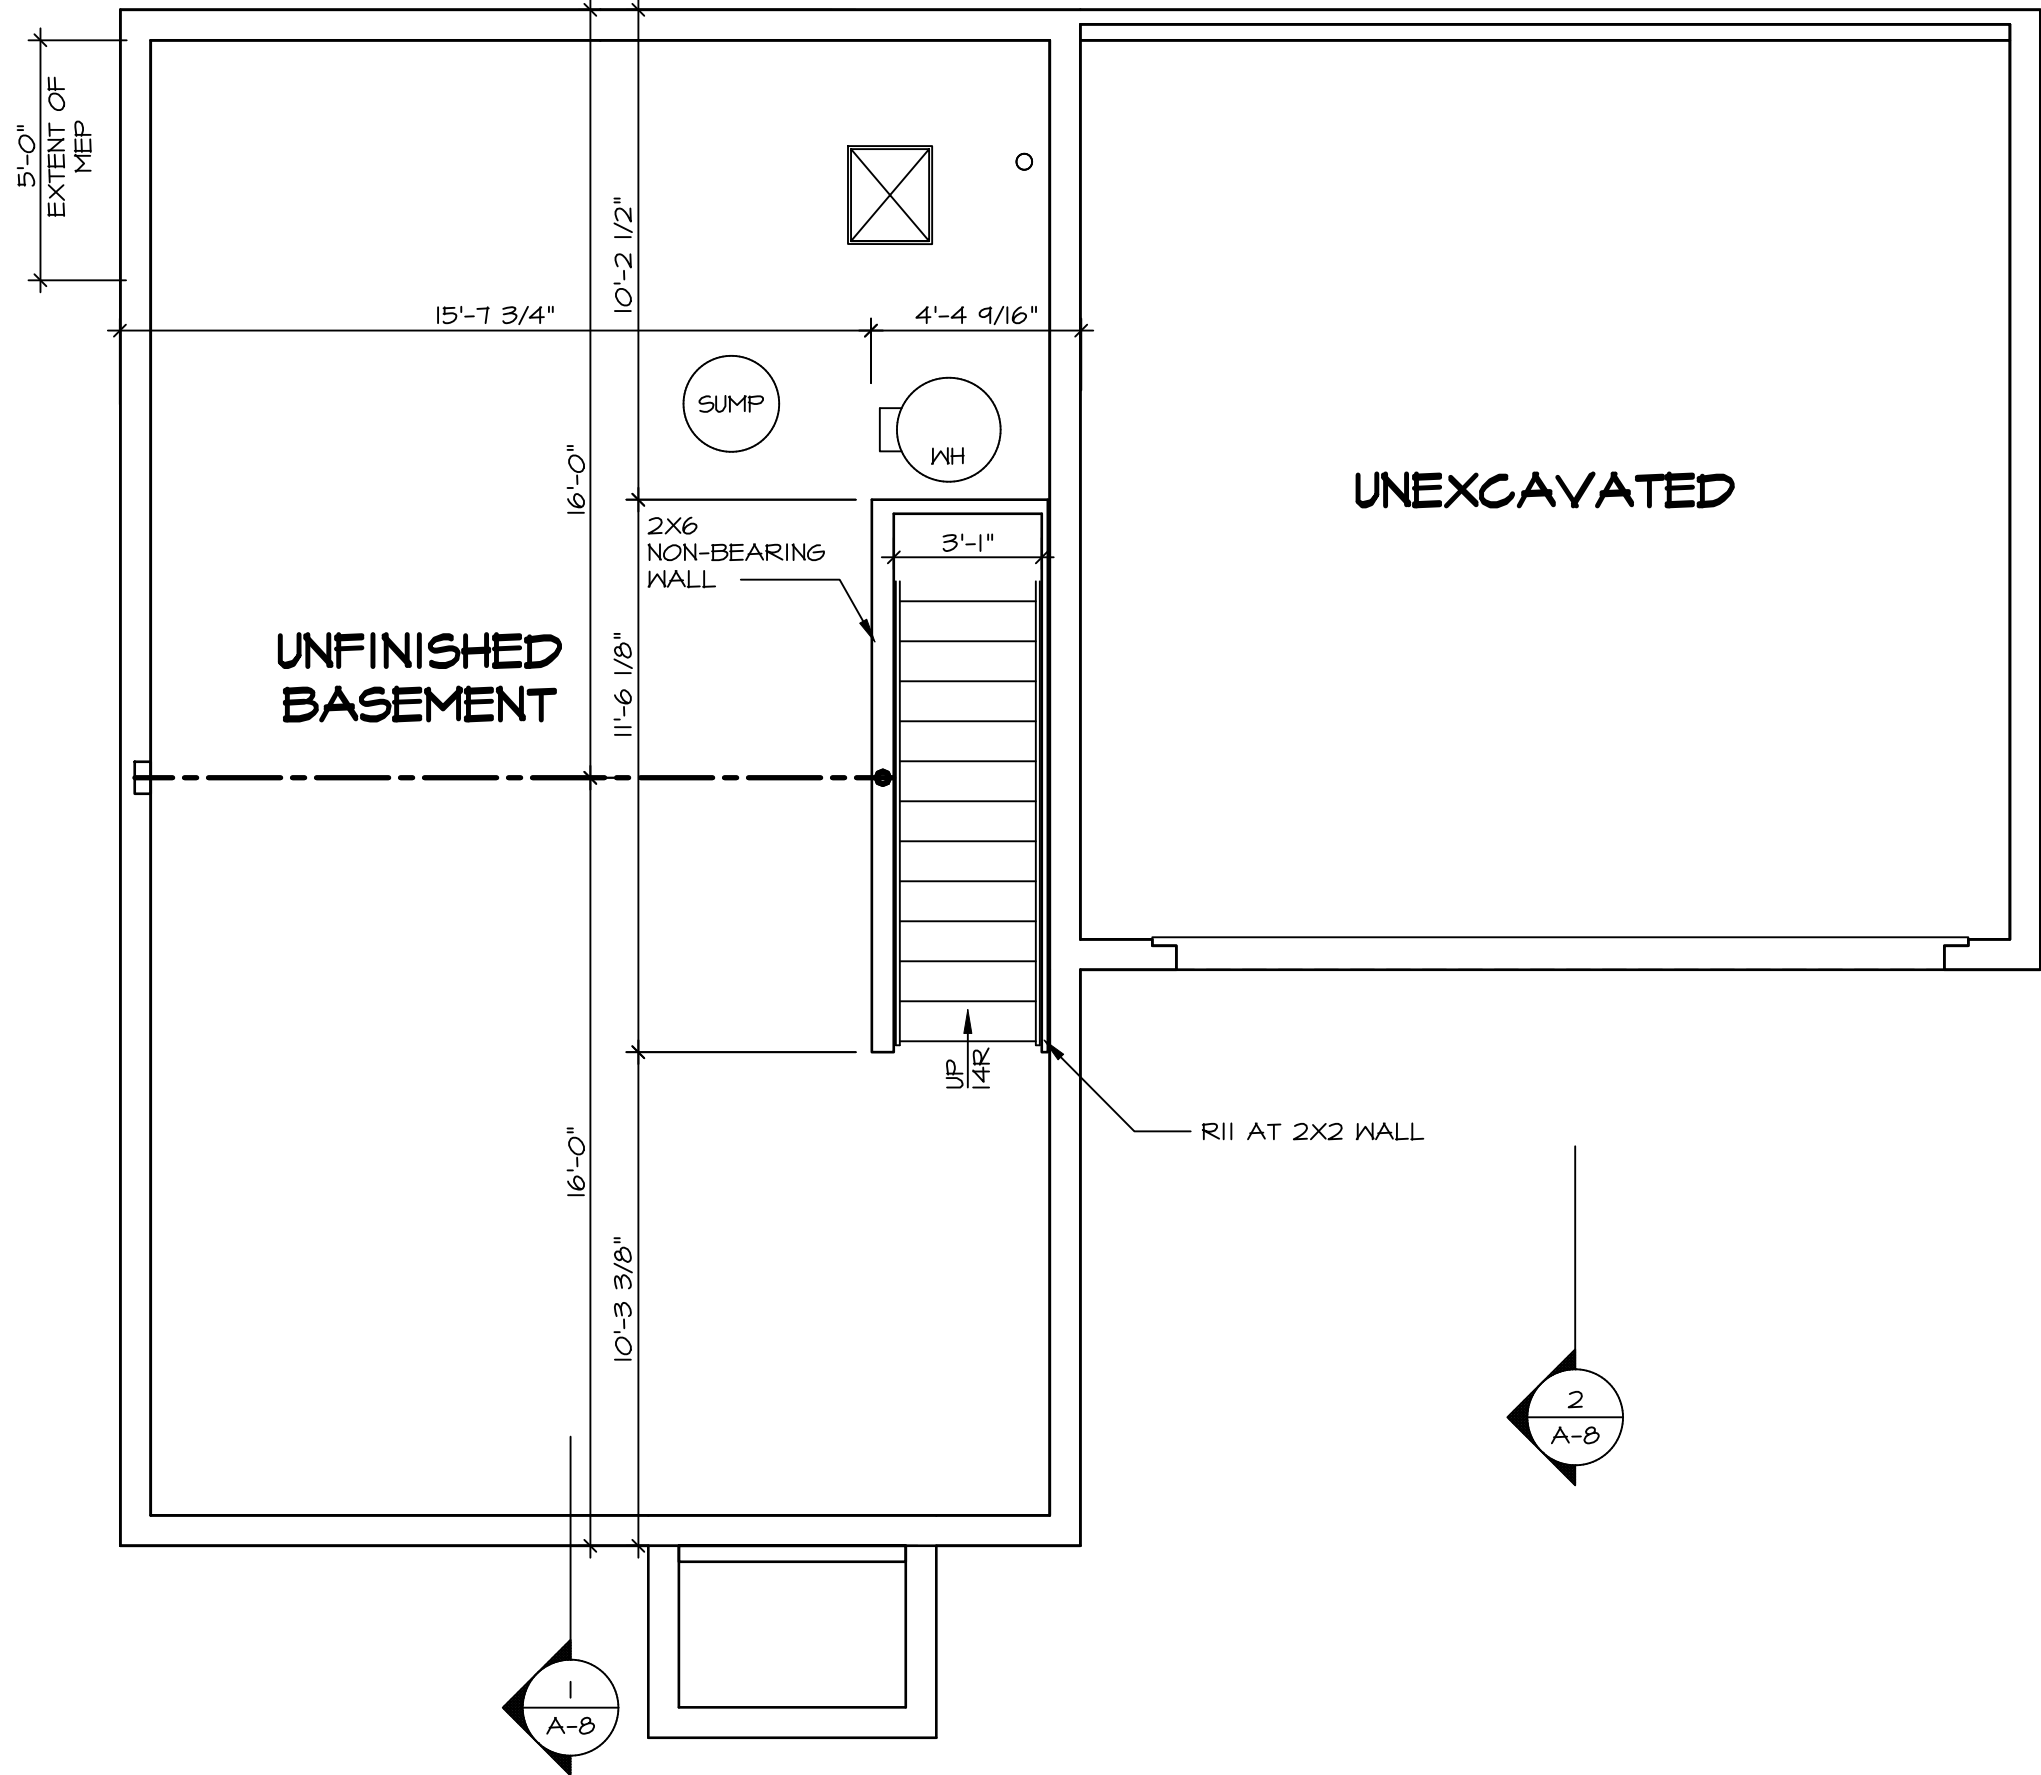 5'-0"
EXTENT OF
MEP
10'-2 1/2"
15'-7 3/4"
4'-4 9/16"
SUMP
WH
16'-0"
UNEXCAVATED
2X6
NON-BEARING
WALL
3'-1"
UNFINISHED
BASEMENT
11'-6 1/8"
UP
14R
R11 AT 2X2 WALL
16'-0"
10'-3 3/8"
2
A-8
1
A-8